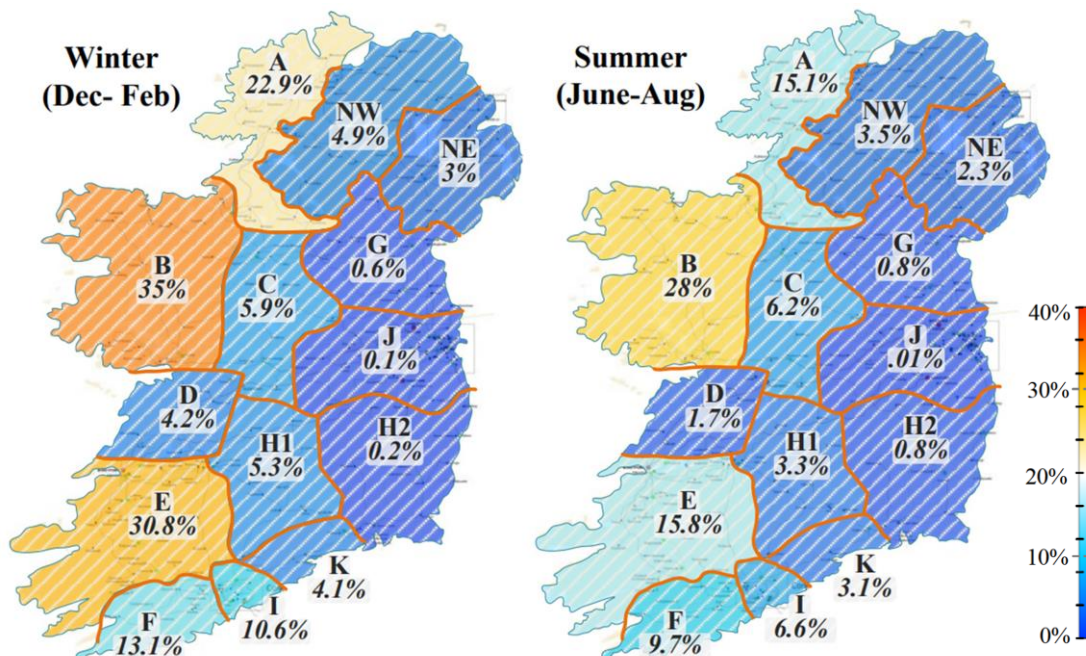 Winter
(Dec- Feb)
A
22.9%
NW
4.9%
NE
3%
B
35%
C
5.9%
G
0.6%
J
0.1%
D
4.2%
H1
5.3%
H2
0.2%
E
30.8%
K
4.1%
I
10.6%
F
13.1%
Summer
(June-Aug)
A
15.1%
NW
3.5%
NE
2.3%
B
28%
C
6.2%
G
0.8%
J
.01%
D
1.7%
H1
3.3%
H2
0.8%
E
15.8%
K
3.1%
I
6.6%
F
9.7%
40%
30%
20%
10%
0%